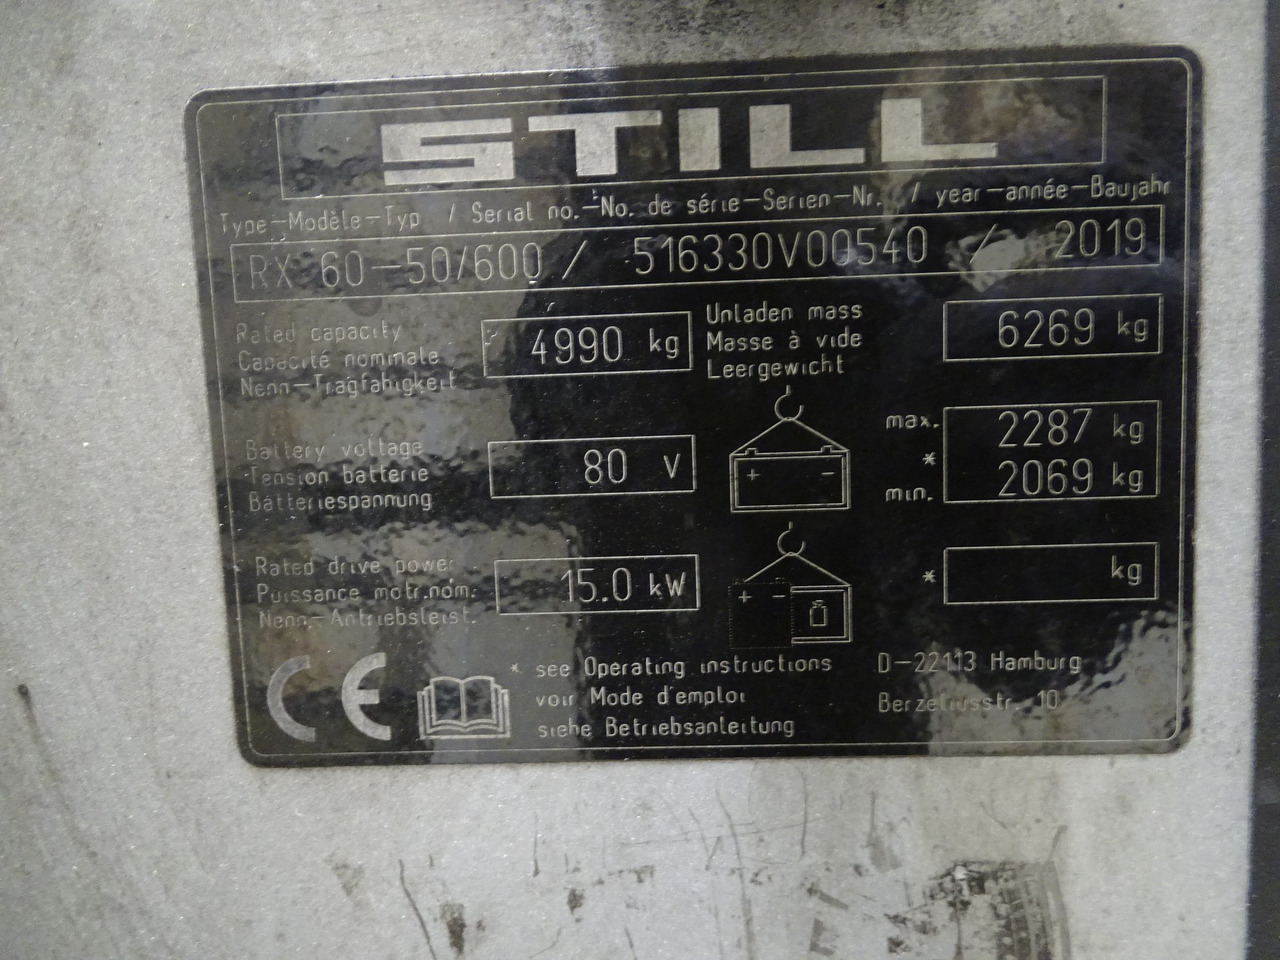 STILL
Type-Modèle-Typ / Serial no.-No. de série-Serien-Nr. / year-année-Baujahr
RX 60-50/600 / 516330V00540 / 2019
Rated capacity
Capacité nominale
Nenn-Tragfähigkeit
4990 kg
Unladen mass
Masse à vide
Leergewicht
6269 kg
Battery voltage
Tension batterie
Batteriespannung
80 V
+ -
max. 2287 kg
*
min. 2069 kg
Rated drive power
Puissance motr.nom.
Nenn.-Antriebsleist.
15.0 kW
+ -
* kg
CE
* see Operating instructions
voir Mode d'emploi
siehe Betriebsanleitung
D-22113 Hamburg
Berzeliusstr. 10